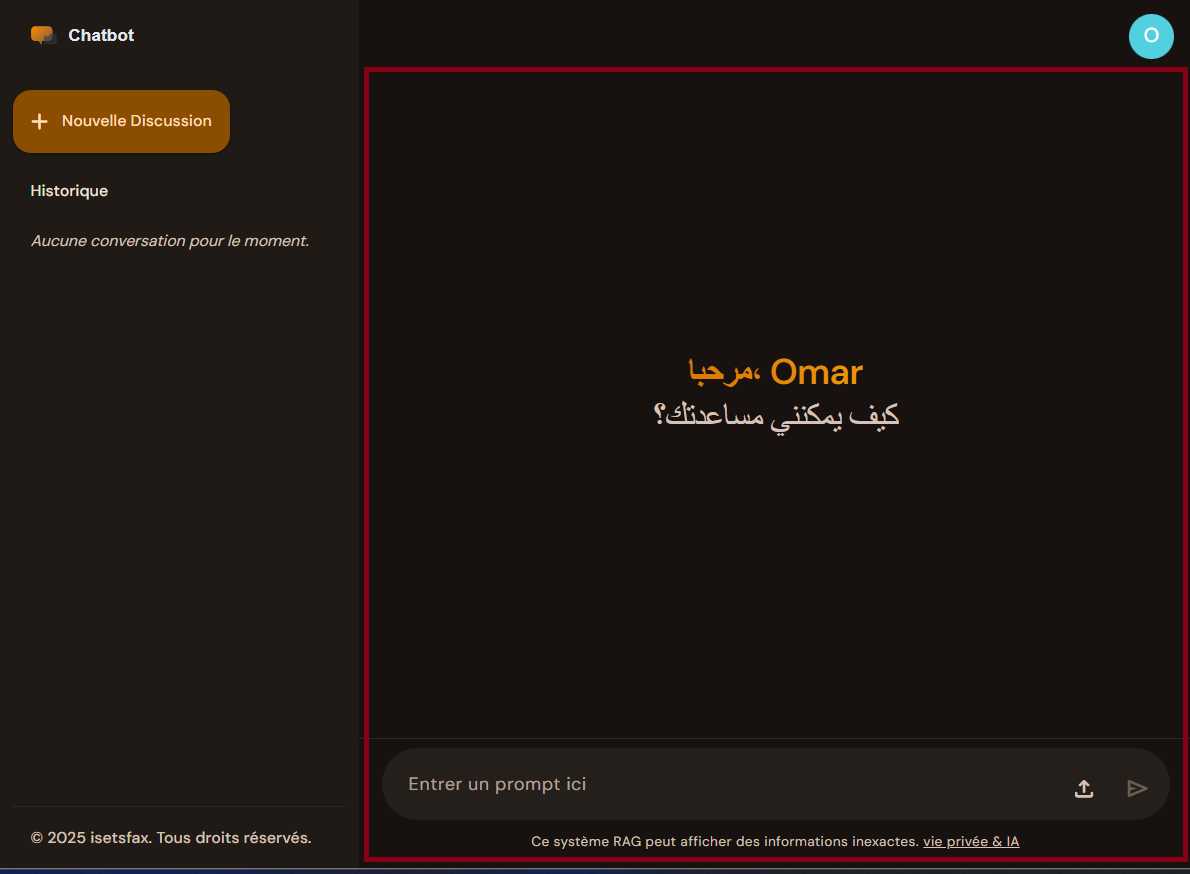 Chatbot
O
Nouvelle Discussion
Historique
Aucune conversation pour le moment.
مرحبا، Omar
كيف يمكنني مساعدتك؟
Entrer un prompt ici
Ce système RAG peut afficher des informations inexactes. vie privée & IA
© 2025 isetsfax. Tous droits réservés.